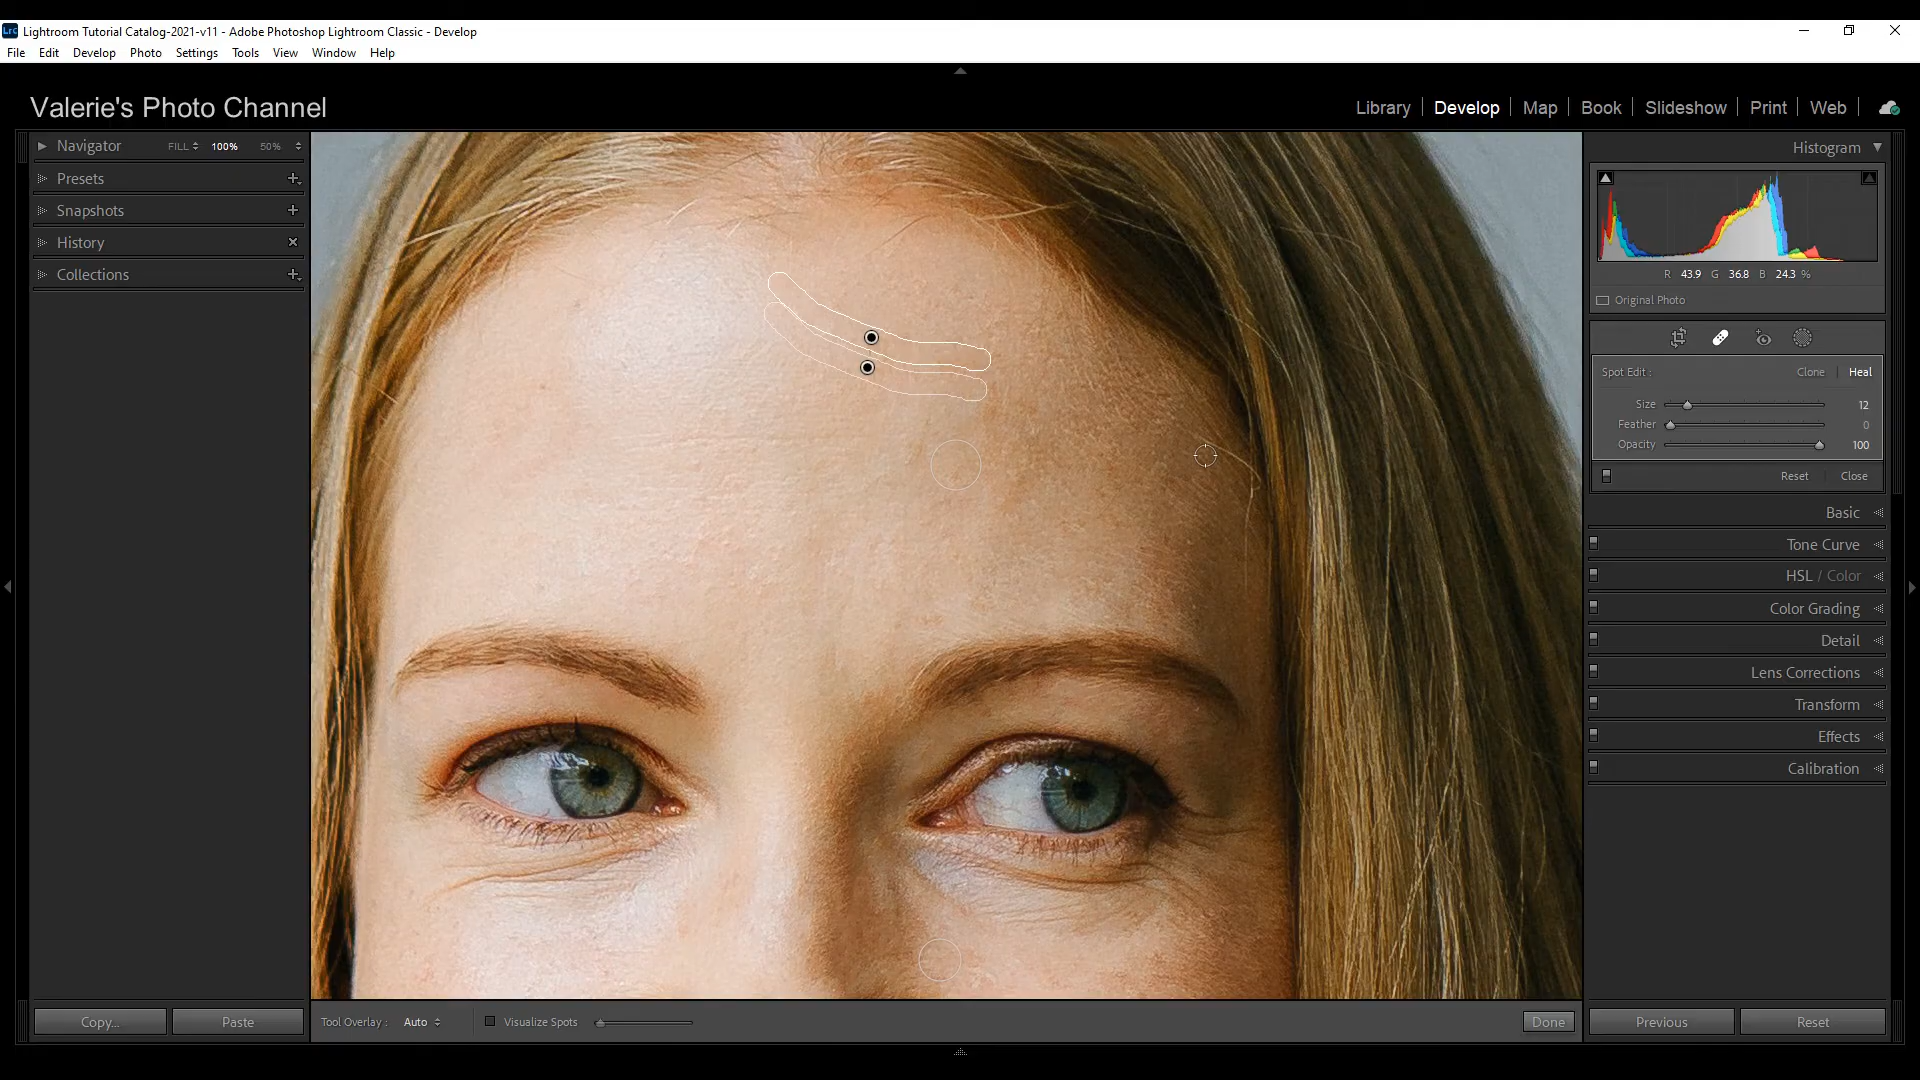 Lrc Lightroom Tutorial Catalog-2021-v11 - Adobe Photoshop Lightroom Classic - Develop
File Edit Develop Photo Settings Tools View Window Help
Valerie's Photo Channel
Library Develop Map Book Slideshow Print Web
Navigator FILL 100% 50%
Presets
Snapshots
History
Collections
Histogram
R 43.9 G 36.8 B 24.3 %
Original Photo
Spot Edit : Clone Heal
Size 12
Feather 0
Opacity 100
Reset Close
Basic
Tone Curve
HSL / Color
Color Grading
Detail
Lens Corrections
Transform
Effects
Calibration
Copy... Paste
Tool Overlay : Auto Visualize Spots Done
Previous Reset